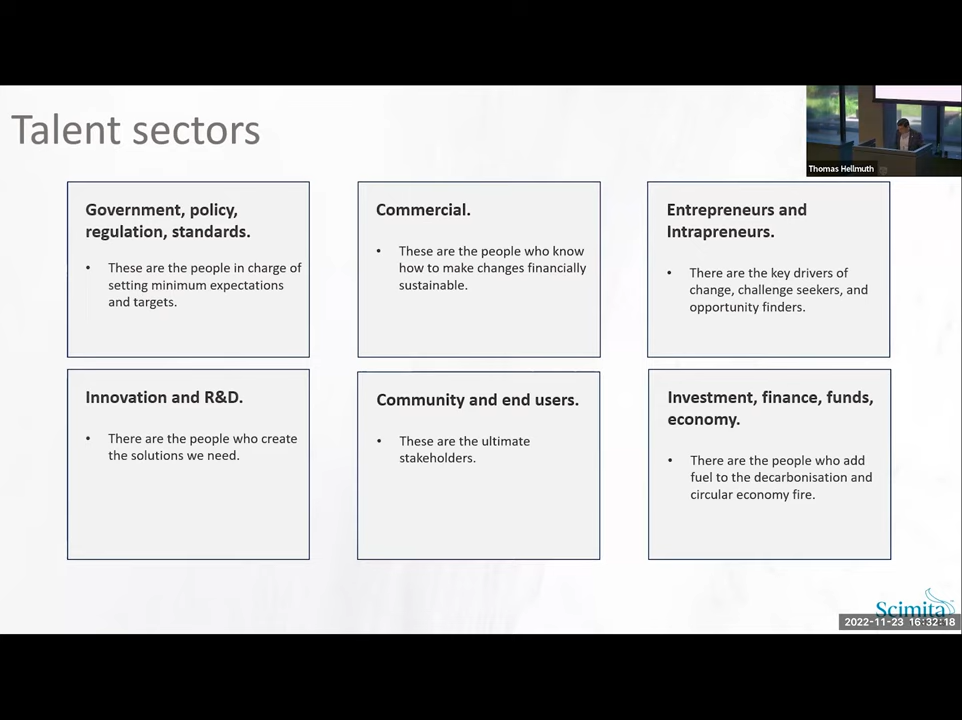 Talent sectors
Thomas Hellmuth
Government, policy,
regulation, standards.
• These are the people in charge of
setting minimum expectations
and targets.
Commercial.
• These are the people who know
how to make changes financially
sustainable.
Entrepreneurs and
Intrapreneurs.
• There are the key drivers of
change, challenge seekers, and
opportunity finders.
Innovation and R&D.
• There are the people who create
the solutions we need.
Community and end users.
• These are the ultimate
stakeholders.
Investment, finance, funds,
economy.
• There are the people who add
fuel to the decarbonisation and
circular economy fire.
Scimita
2022-11-23 16:32:18